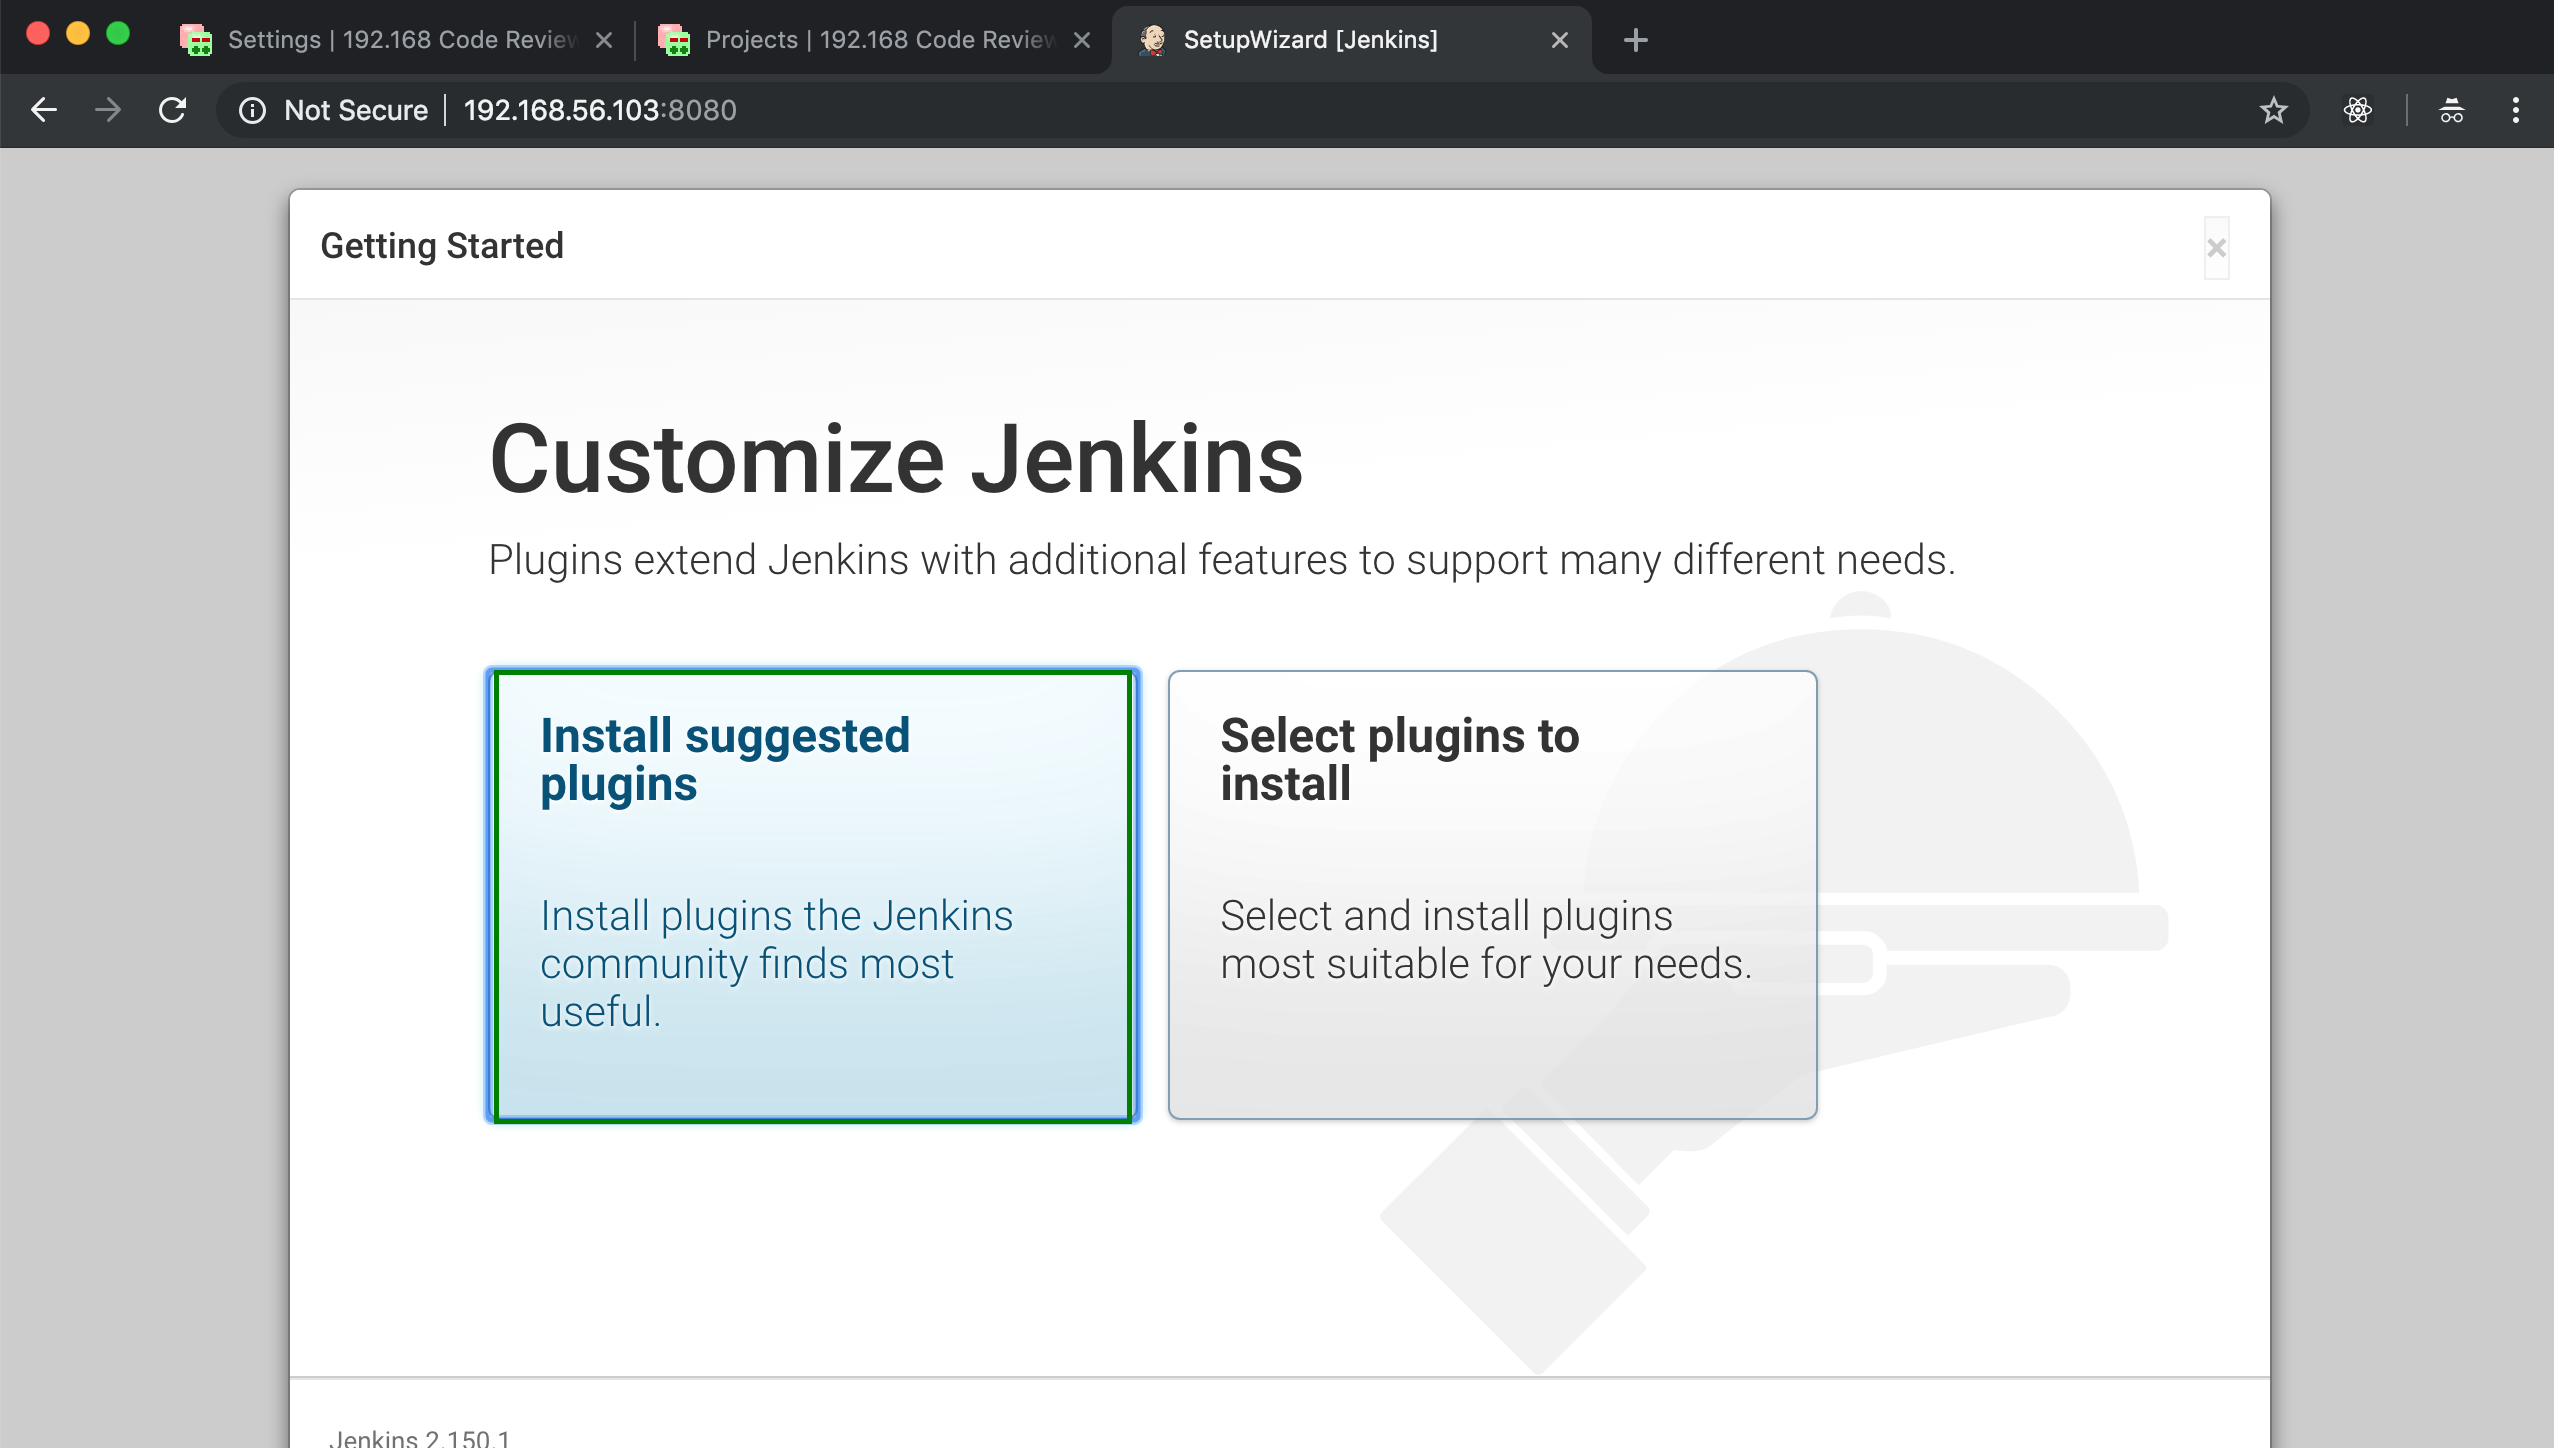 Settings | 192.168 Code Review
Projects | 192.168 Code Review
SetupWizard [Jenkins]
Not Secure
192.168.56.103:8080
Getting Started
Customize Jenkins
Plugins extend Jenkins with additional features to support many different needs.
Install suggested
plugins
Install plugins the Jenkins
community finds most
useful.
Select plugins to
install
Select and install plugins
most suitable for your needs.
Jenkins 2.150.1